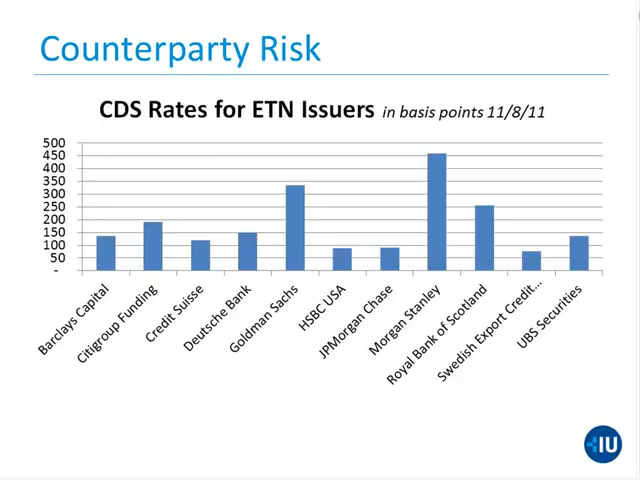 Counterparty Risk
CDS Rates for ETN Issuers in basis points 11/8/11
500
450
400
350
300
250
200
150
100
50
-
Barclays Capital
Citigroup Funding
Credit Suisse
Deutsche Bank
Goldman Sachs
HSBC USA
JPMorgan Chase
Morgan Stanley
Royal Bank of Scotland
Swedish Export Credit...
UBS Securities
IU